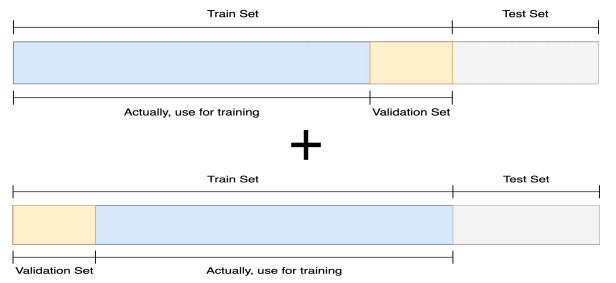 Train Set
Test Set
Actually, use for training
Validation Set
+
Train Set
Test Set
Validation Set
Actually, use for training